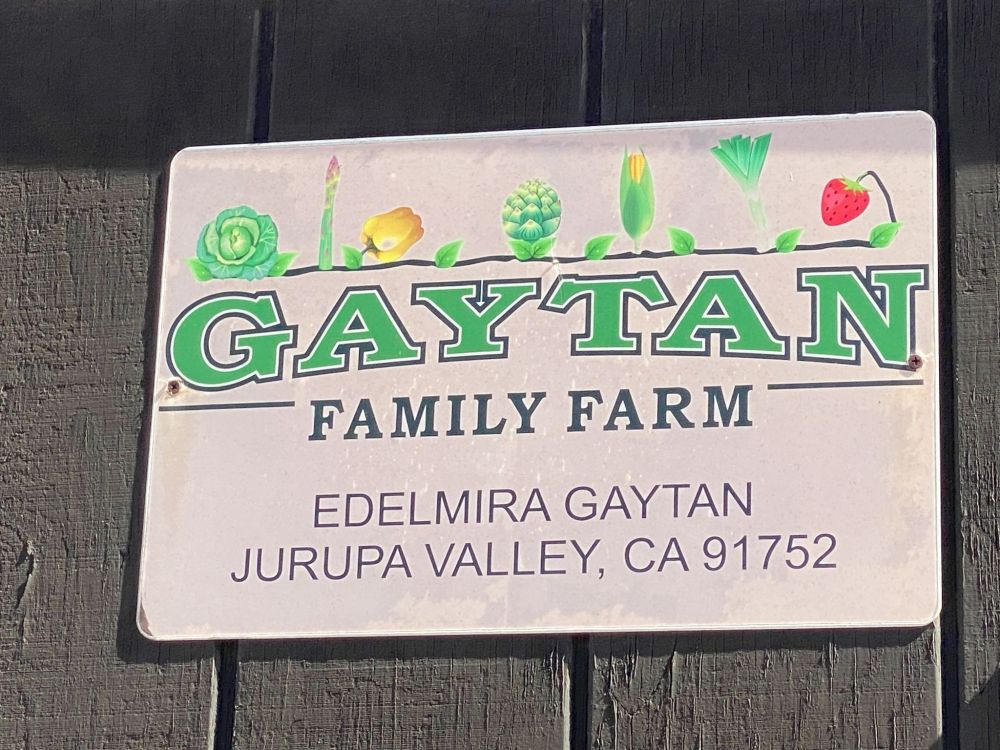 GAYTAN
FAMILY FARM
EDELMIRA GAYTAN
JURUPA VALLEY, CA 91752